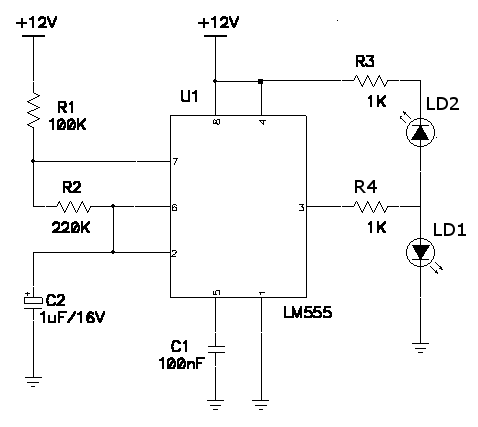 +12V
+12V
R3
1K
U1
R1
100K
8
4
LD2
7
R2
220K
6
3
R4
1K
2
LD1
C2
+
1uF/16V
5
1
LM555
C1
100nF